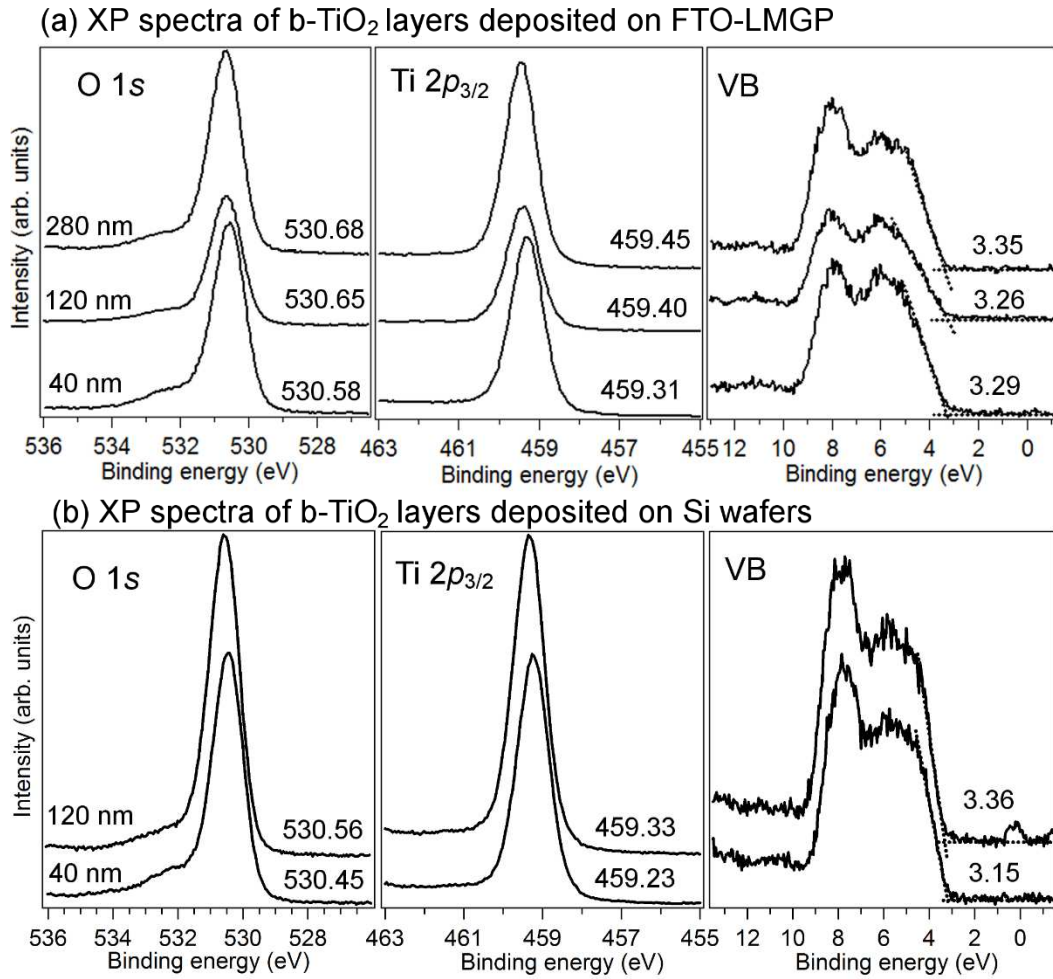 (a) XP spectra of b-TiO₂ layers deposited on FTO-LMGP
O 1s
Ti 2p₃/₂
VB
Intensity (arb. units)
280 nm
530.68
459.45
3.35
120 nm
530.65
459.40
3.26
40 nm
530.58
459.31
3.29
536 534 532 530 528
463 461 459 457 455
12 10 8 6 4 2 0
Binding energy (eV)
Binding energy (eV)
Binding energy (eV)
(b) XP spectra of b-TiO₂ layers deposited on Si wafers
O 1s
Ti 2p₃/₂
VB
Intensity (arb. units)
120 nm
530.56
459.33
3.36
40 nm
530.45
459.23
3.15
536 534 532 530 528
463 461 459 457 455
12 10 8 6 4 2 0
Binding energy (eV)
Binding energy (eV)
Binding energy (eV)